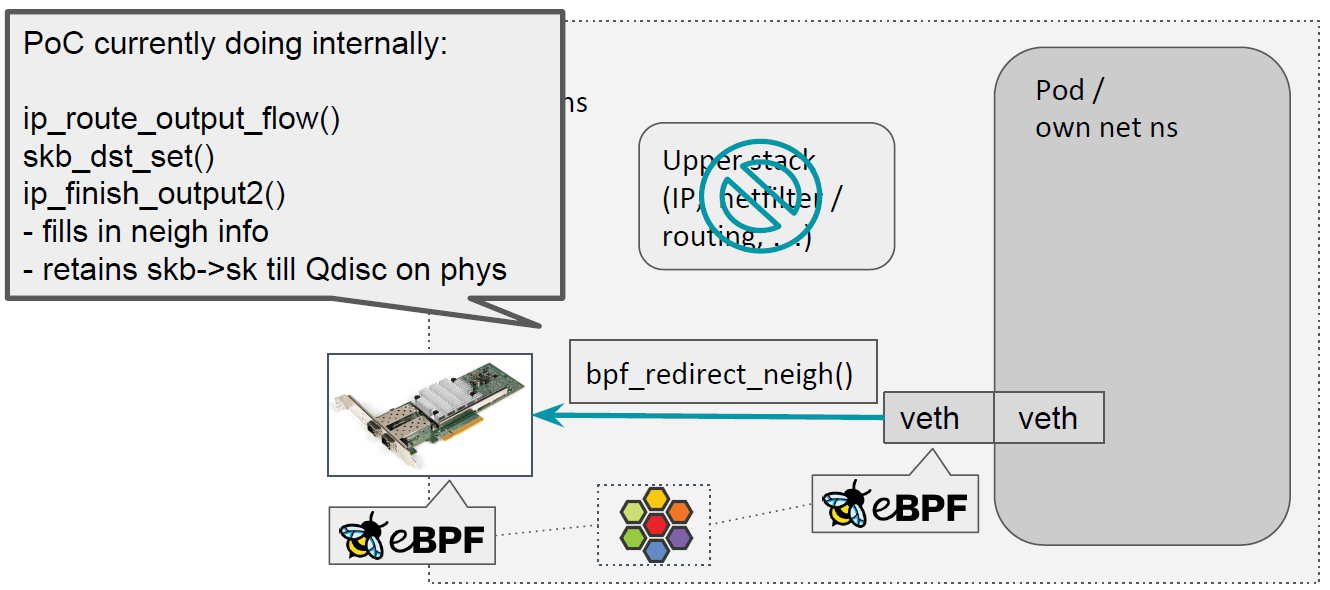 PoC currently doing internally:
ip_route_output_flow()
skb_dst_set()
ip_finish_output2()
- fills in neigh info
- retains skb->sk till Qdisc on phys
ns
Upper stack
(IP, netfilter /
routing, ...)
Pod /
own net ns
bpf_redirect_neigh()
veth
veth
eBPF
eBPF